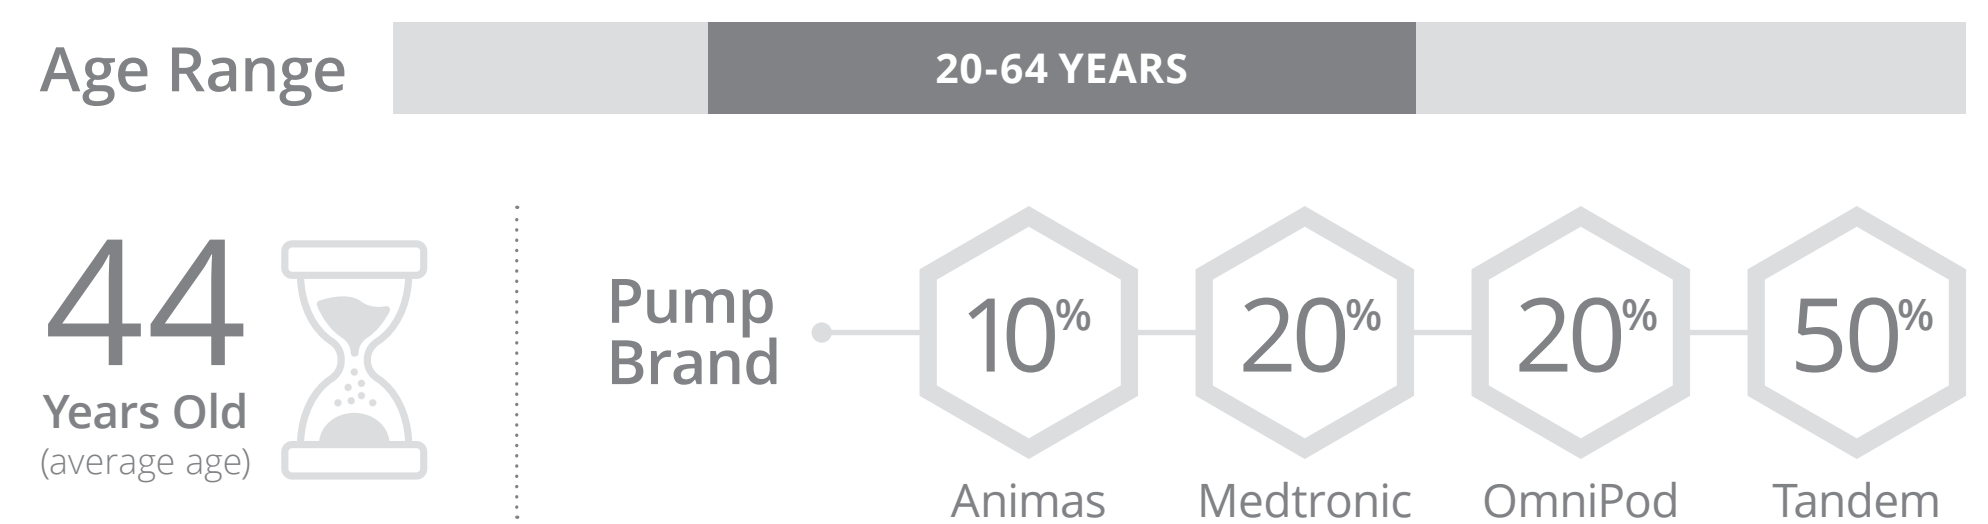 Age Range
20-64 YEARS
44
Years Old
(average age)
Pump
Brand
10%
20%
20%
50%
Animas
Medtronic
OmniPod
Tandem